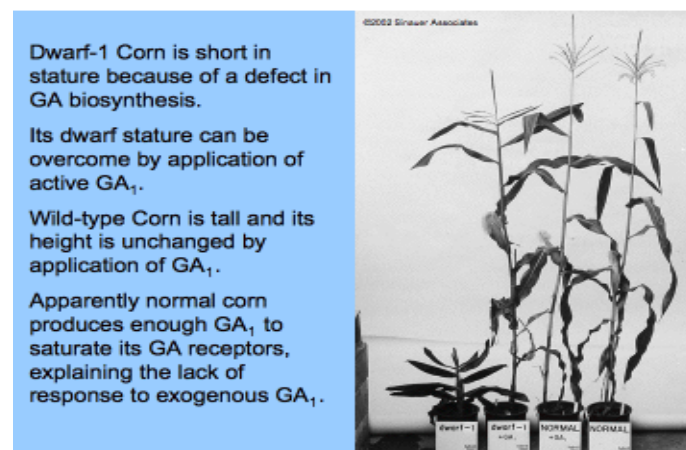 ©2002 Sinauer Associates
Dwarf-1 Corn is short in
stature because of a defect in
GA biosynthesis.
Its dwarf stature can be
overcome by application of
active GA₁.
Wild-type Corn is tall and its
height is unchanged by
application of GA₁.
Apparently normal corn
produces enough GA₁ to
saturate its GA receptors,
explaining the lack of
response to exogenous GA₁.
dwarf-1
dwarf-1
+GA₁
NORMAL
+GA₁
NORMAL